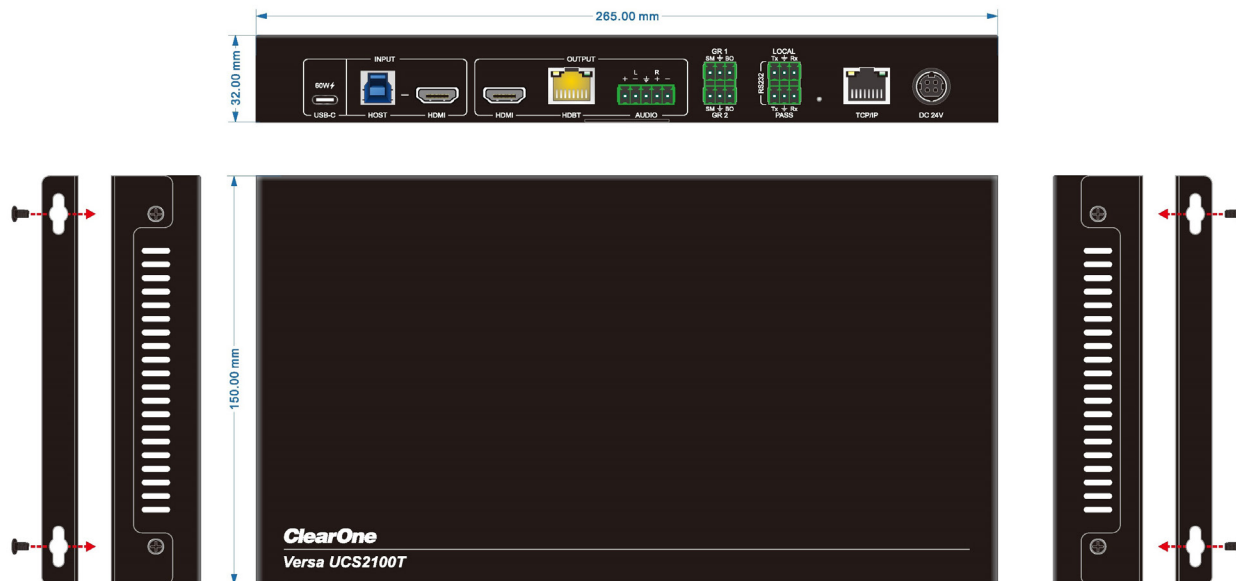 265.00 mm
32.00 mm
INPUT
OUTPUT
60W
USB-C
HOST
HDMI
HDMI
HDBT
L R
+ − + −
AUDIO
GR 1
SM BO
SM BO
GR 2
LOCAL
Tx Rx
RS232
Tx Rx
PASS
TCP/IP
DC 24V
150.00 mm
ClearOne
Versa UCS2100T